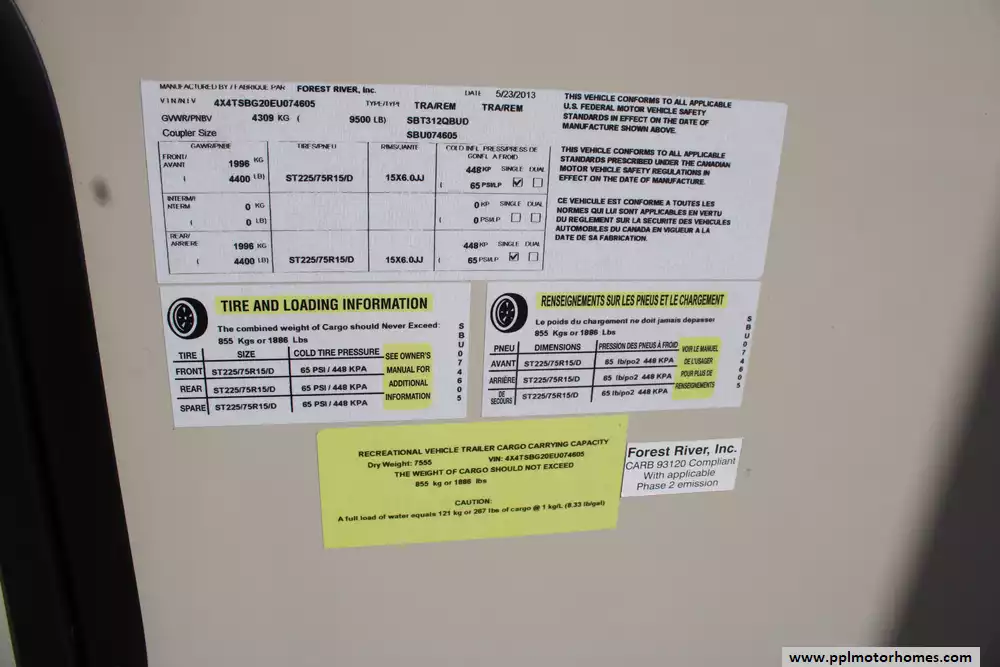 MANUFACTURED BY / FABRIQUE PAR FOREST RIVER, Inc. DATE 5/23/2013
VIN/NIV 4X4TSBG20EU074605 TYPE/TYPE TRA/REM TRA/REM
GVWR/PNBV 4309 KG ( 9500 LB) SBT312QBUD
Coupler Size SBU074605
GAWR/PNBE TIRES/PNEU RIMS/JANTE COLD INFL PRESS/PRESS DE
GONFL A FROID
FRONT/
AVANT 1996 KG 448 KP SINGLE DUAL
( 4400 LB) ST225/75R15/D 15X6.0JJ ( 65 PSI/LP
INTERM/
INTERM 0 KG 0 KP SINGLE DUAL
( 0 LB) ( 0 PSI/LP
REAR/
ARRIERE 1996 KG 448 KP SINGLE DUAL
( 4400 LB) ST225/75R15/D 15X6.0JJ ( 65 PSI/LP
THIS VEHICLE CONFORMS TO ALL APPLICABLE
U.S. FEDERAL MOTOR VEHICLE SAFETY
STANDARDS IN EFFECT ON THE DATE OF
MANUFACTURE SHOWN ABOVE.
THIS VEHICLE CONFORMS TO ALL APPLICABLE
STANDARDS PRESCRIBED UNDER THE CANADIAN
MOTOR VEHICLE SAFETY REGULATIONS IN
EFFECT ON THE DATE OF MANUFACTURE.
CE VEHICULE EST CONFORME A TOUTES LES
NORMES QUI LUI SONT APPLICABLES EN VERTU
DU REGLEMENT SUR LA SECURITE DES VEHICULES
AUTOMOBILES DU CANADA EN VIGUEUR A LA
DATE DE SA FABRICATION.
TIRE AND LOADING INFORMATION
The combined weight of Cargo should Never Exceed:
855 Kgs or 1886 Lbs
TIRE SIZE COLD TIRE PRESSURE
FRONT ST225/75R15/D 65 PSI / 448 KPA
REAR ST225/75R15/D 65 PSI / 448 KPA
SPARE ST225/75R15/D 65 PSI / 448 KPA
SEE OWNER'S
MANUAL FOR
ADDITIONAL
INFORMATION
SBU074605
RENSEIGNEMENTS SUR LES PNEUS ET LE CHARGEMENT
Le poids du chargement ne doit jamais depasser
855 Kgs or 1886 Lbs
PNEU DIMENSIONS PRESSION DES PNEUS À FROID
AVANT ST225/75R15/D 65 lb/po2 448 KPA
ARRIÈRE ST225/75R15/D 65 lb/po2 448 KPA
DE
SECOURS ST225/75R15/D 65 lb/po2 448 KPA
VOIR LE MANUEL
DE L'USAGER
POUR PLUS DE
RENSEIGNEMENTS
SBU074605
RECREATIONAL VEHICLE TRAILER CARGO CARRYING CAPACITY
Dry Weight: 7555 VIN: 4X4TSBG20EU074605
THE WEIGHT OF CARGO SHOULD NOT EXCEED
855 kg or 1886 lbs
CAUTION:
A full load of water equals 121 kg or 267 lbs of cargo @ 1 kg/L (8.33 lb/gal)
Forest River, Inc.
CARB 93120 Compliant
With applicable
Phase 2 emission
www.pplmotorhomes.com